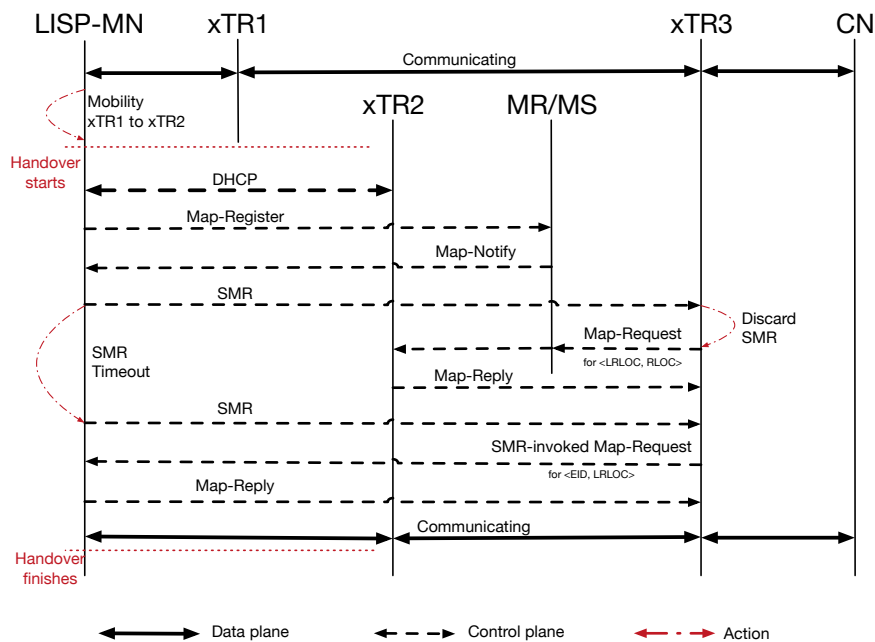 LISP-MN
xTR1
xTR3
CN
Communicating
Mobility
xTR1 to xTR2
xTR2
MR/MS
Handover
starts
DHCP
Map-Register
Map-Notify
SMR
Discard
SMR
Map-Request
for <LRLOC, RLOC>
SMR
Timeout
Map-Reply
SMR
SMR-invoked Map-Request
for <EID, LRLOC>
Map-Reply
Communicating
Handover
finishes
Data plane
Control plane
Action